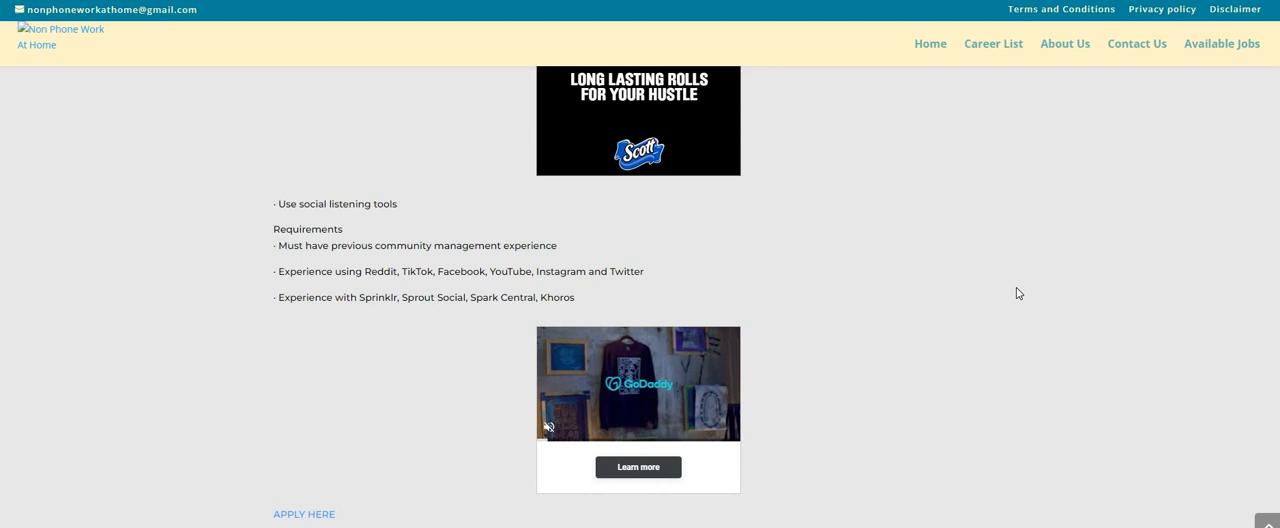 nonphoneworkathome@gmail.com
Terms and Conditions Privacy policy Disclaimer
Non Phone Work
At Home
Home Career List About Us Contact Us Available Jobs
LONG LASTING ROLLS
FOR YOUR HUSTLE
Scott
· Use social listening tools
Requirements
· Must have previous community management experience
· Experience using Reddit, TikTok, Facebook, YouTube, Instagram and Twitter
· Experience with Sprinklr, Sprout Social, Spark Central, Khoros
GoDaddy
Learn more
APPLY HERE